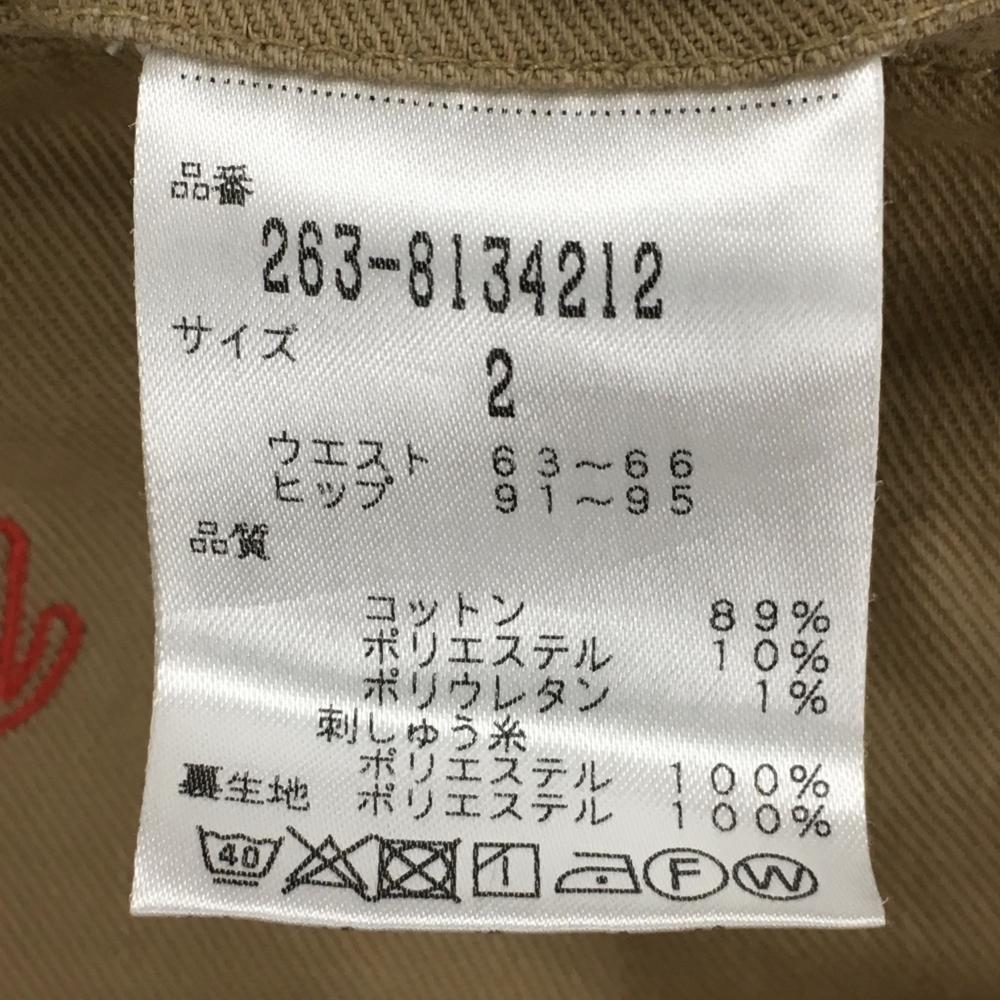 品番
263-8134212
サイズ
2
ウエスト 63～66
ヒップ 91～95
品質
コットン 89%
ポリエステル 10%
ポリウレタン 1%
刺しゅう糸
ポリエステル 100%
裏生地 ポリエステル 100%
40 F W